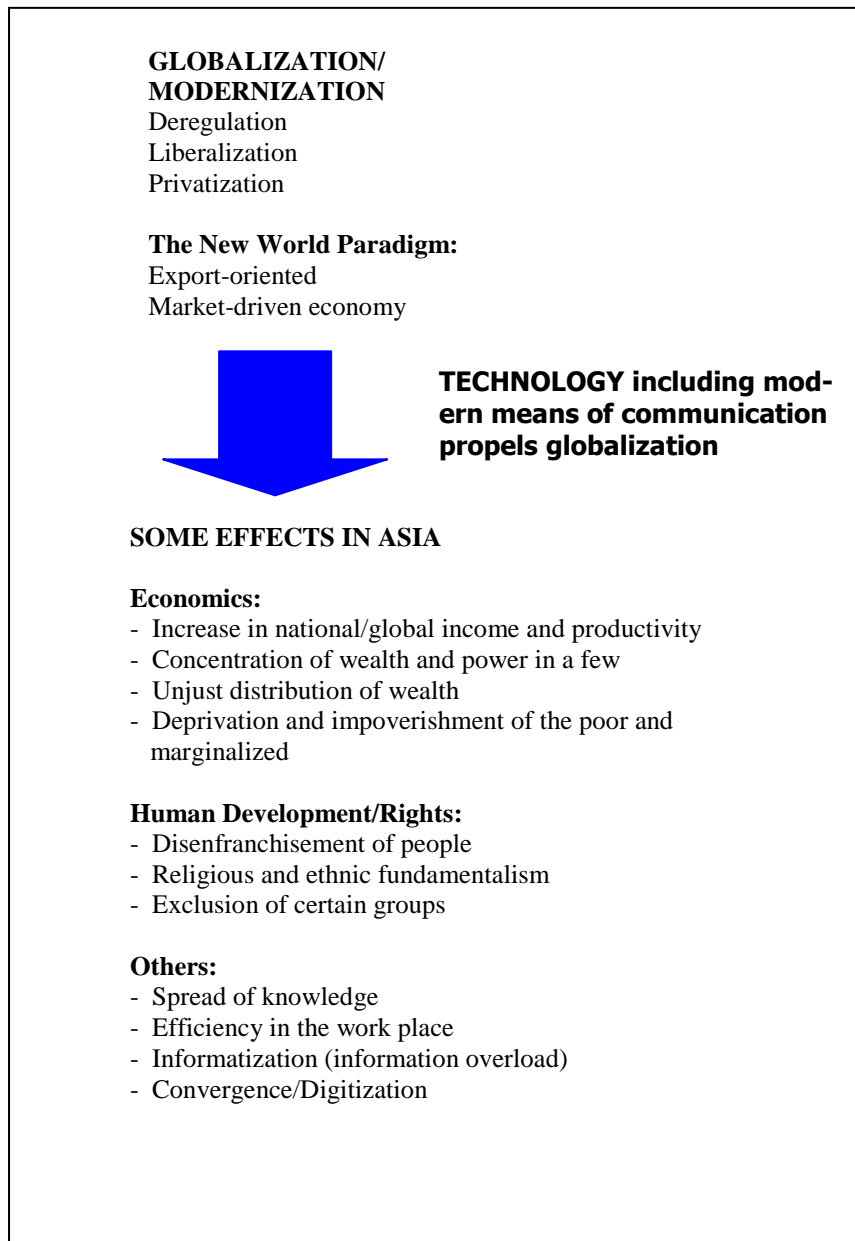 GLOBALIZATION/
MODERNIZATION
Deregulation
Liberalization
Privatization
The New World Paradigm:
Export-oriented
Market-driven economy
TECHNOLOGY including mod-
ern means of communication
propels globalization
SOME EFFECTS IN ASIA
Economics:
- Increase in national/global income and productivity
- Concentration of wealth and power in a few
- Unjust distribution of wealth
- Deprivation and impoverishment of the poor and
marginalized
Human Development/Rights:
- Disenfranchisement of people
- Religious and ethnic fundamentalism
- Exclusion of certain groups
Others:
- Spread of knowledge
- Efficiency in the work place
- Informatization (information overload)
- Convergence/Digitization